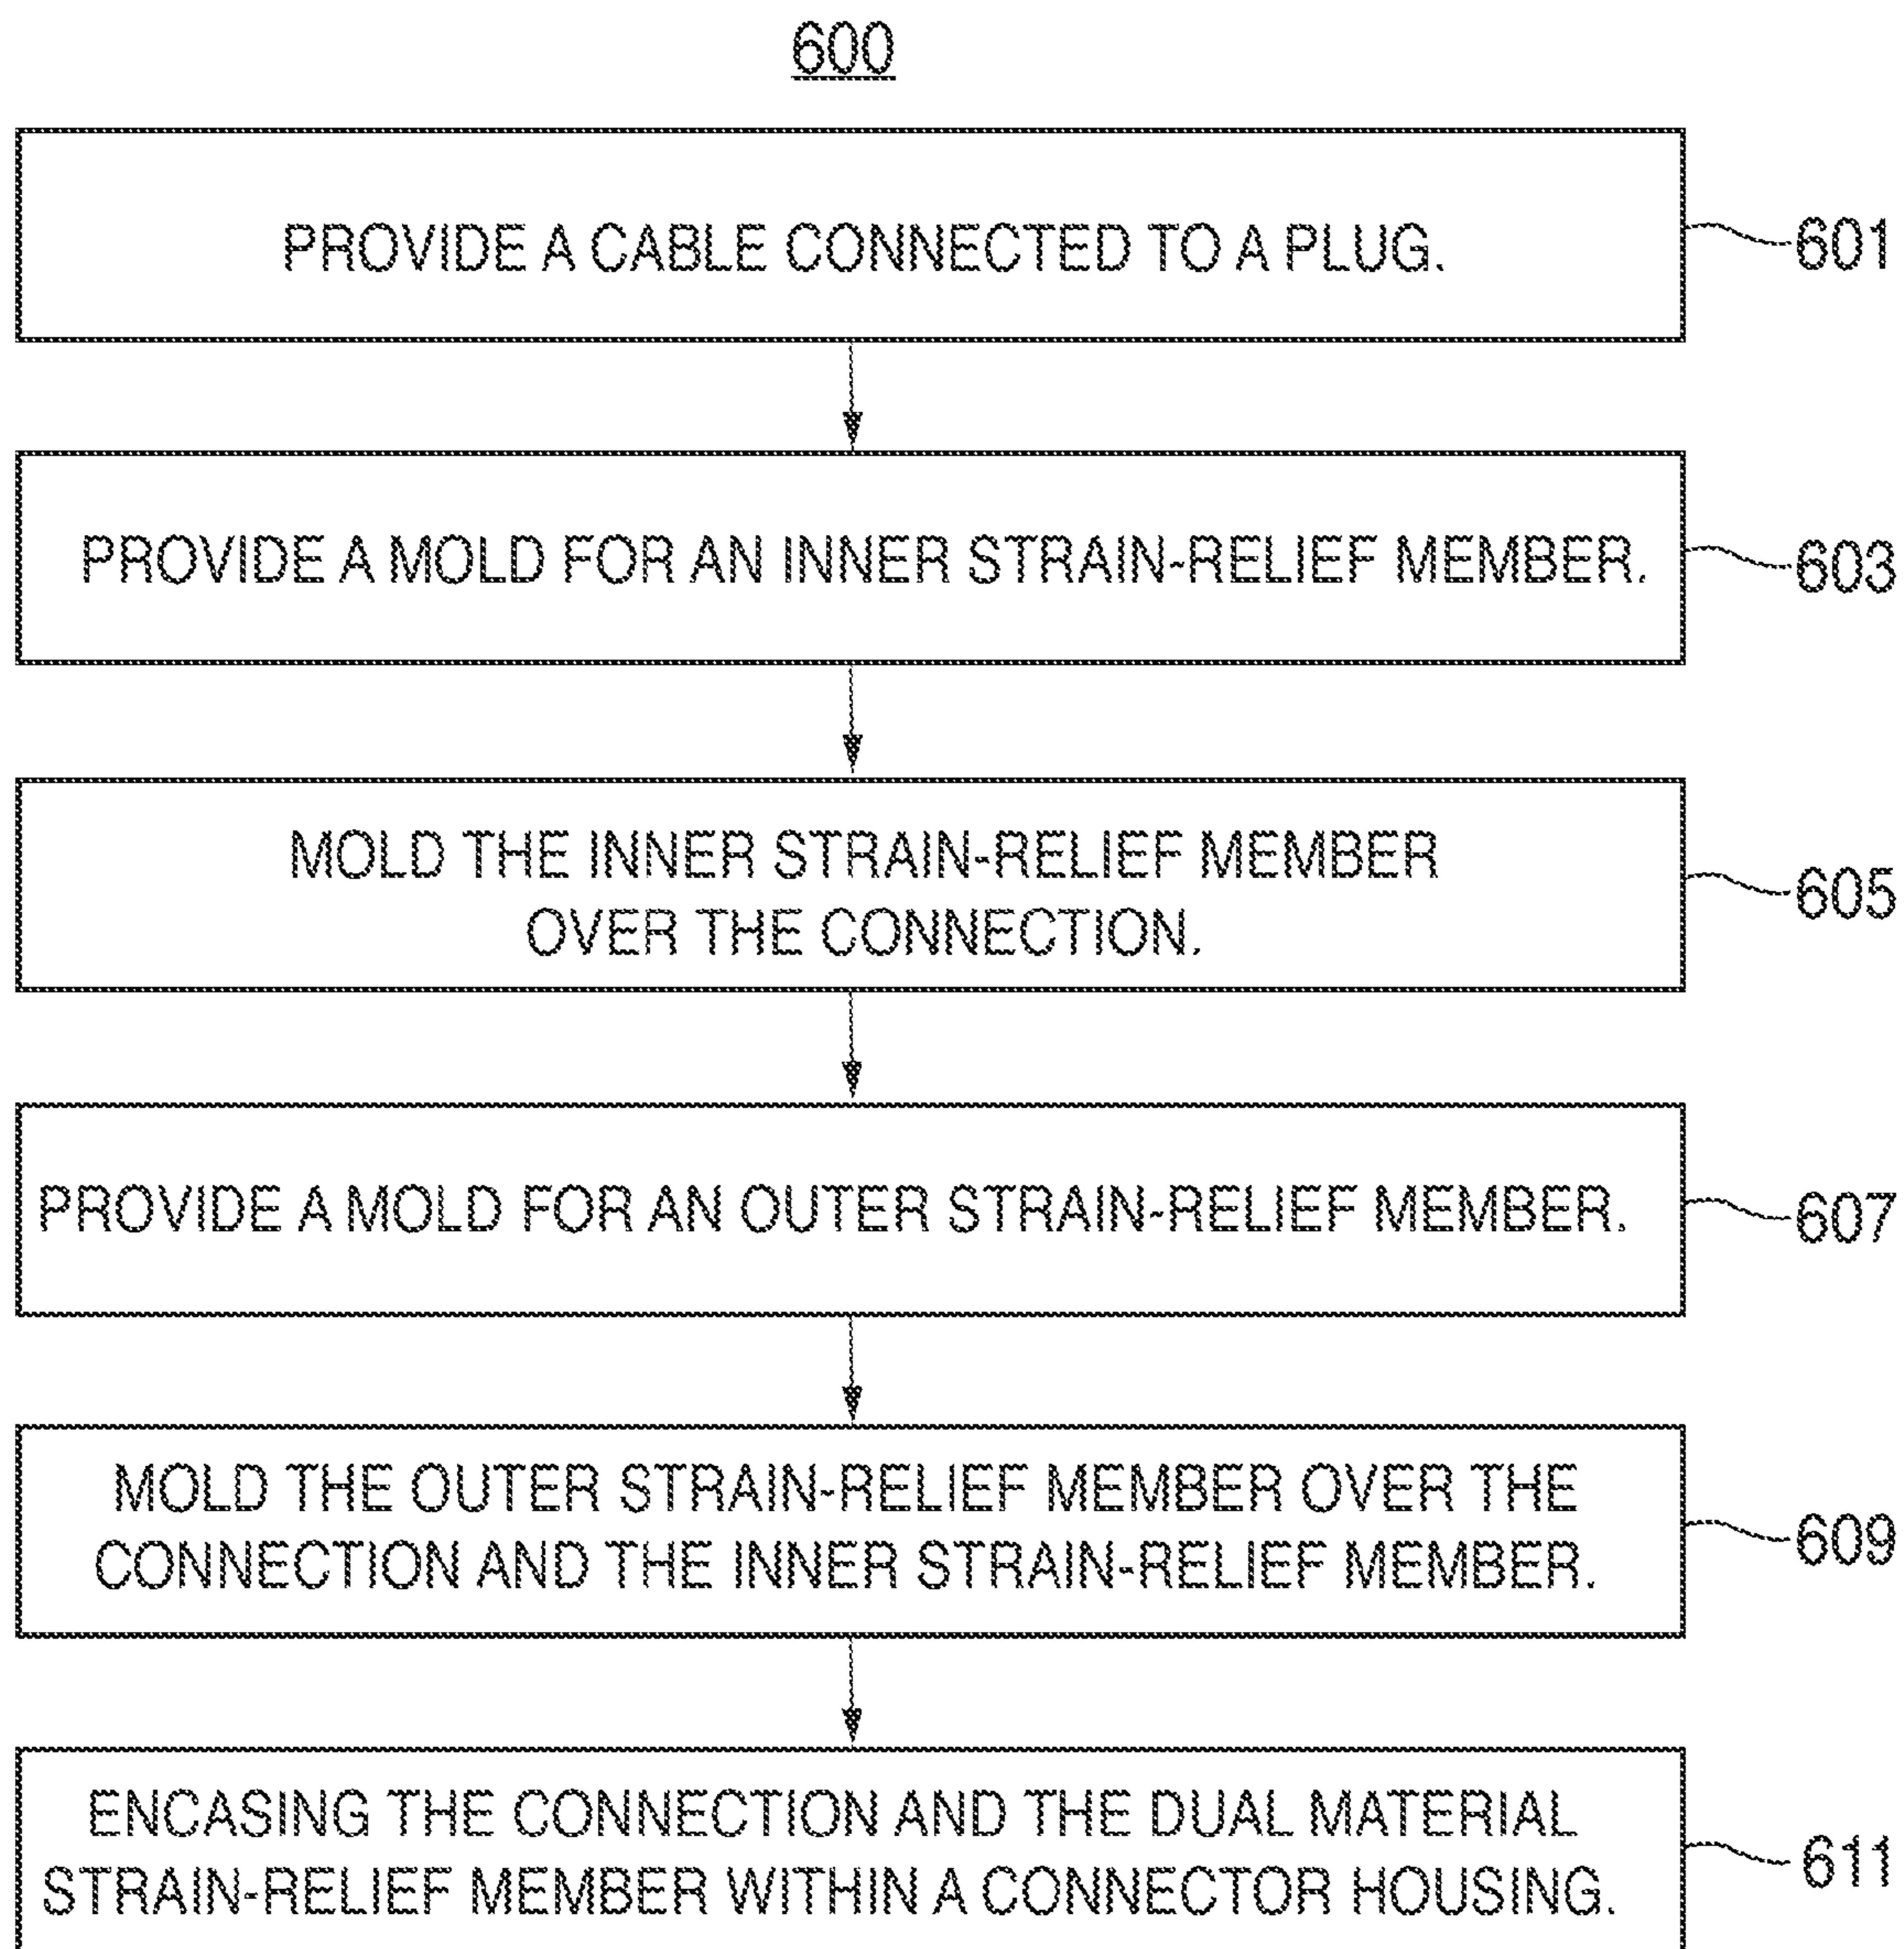 600
PROVIDE A CABLE CONNECTED TO A PLUG.
601
PROVIDE A MOLD FOR AN INNER STRAIN-RELIEF MEMBER.
603
MOLD THE INNER STRAIN-RELIEF MEMBER
OVER THE CONNECTION.
605
PROVIDE A MOLD FOR AN OUTER STRAIN-RELIEF MEMBER.
607
MOLD THE OUTER STRAIN-RELIEF MEMBER OVER THE
CONNECTION AND THE INNER STRAIN-RELIEF MEMBER.
609
ENCASING THE CONNECTION AND THE DUAL MATERIAL
STRAIN-RELIEF MEMBER WITHIN A CONNECTOR HOUSING.
611